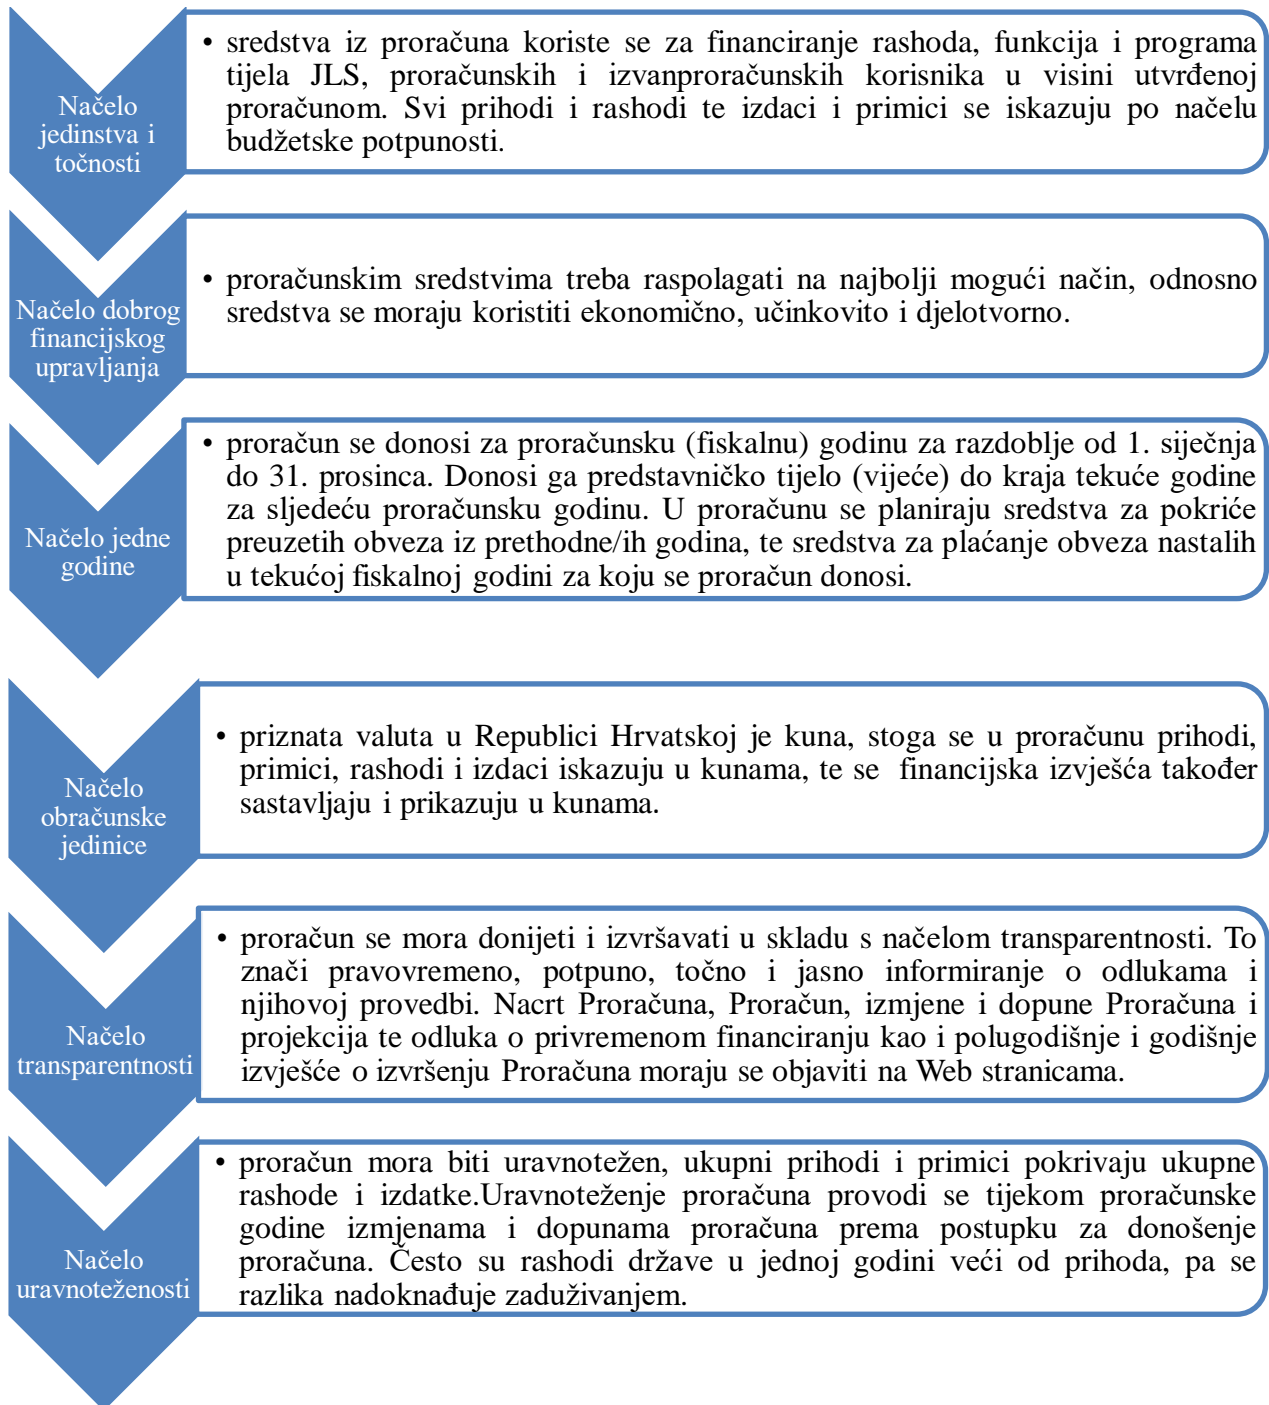 Načelo
jedinstva i
točnosti
• sredstva iz proračuna koriste se za financiranje rashoda, funkcija i programa
tijela JLS, proračunskih i izvanproračunskih korisnika u visini utvrđenoj
proračunom. Svi prihodi i rashodi te izdaci i primici se iskazuju po načelu
budžetske potpunosti.
Načelo dobrog
financijskog
upravljanja
• proračunskim sredstvima treba raspolagati na najbolji mogući način, odnosno
sredstva se moraju koristiti ekonomično, učinkovito i djelotvorno.
Načelo jedne
godine
• proračun se donosi za proračunsku (fiskalnu) godinu za razdoblje od 1. siječnja
do 31. prosinca. Donosi ga predstavničko tijelo (vijeće) do kraja tekuće godine
za sljedeću proračunsku godinu. U proračunu se planiraju sredstva za pokriće
preuzetih obveza iz prethodne/ih godina, te sredstva za plaćanje obveza nastalih
u tekućoj fiskalnoj godini za koju se proračun donosi.
Načelo
obračunske
jedinice
• priznata valuta u Republici Hrvatskoj je kuna, stoga se u proračunu prihodi,
primici, rashodi i izdaci iskazuju u kunama, te se financijska izvješća također
sastavljaju i prikazuju u kunama.
Načelo
transparentnosti
• proračun se mora donijeti i izvršavati u skladu s načelom transparentnosti. To
znači pravovremeno, potpuno, točno i jasno informiranje o odlukama i
njihovoj provedbi. Nacrt Proračuna, Proračun, izmjene i dopune Proračuna i
projekcija te odluka o privremenom financiranju kao i polugodišnje i godišnje
izvješće o izvršenju Proračuna moraju se objaviti na Web stranicama.
Načelo
uravnoteženosti
• proračun mora biti uravnotežen, ukupni prihodi i primici pokrivaju ukupne
rashode i izdatke.Uravnoteženje proračuna provodi se tijekom proračunske
godine izmjenama i dopunama proračuna prema postupku za donošenje
proračuna. Često su rashodi države u jednoj godini veći od prihoda, pa se
razlika nadoknađuje zaduživanjem.